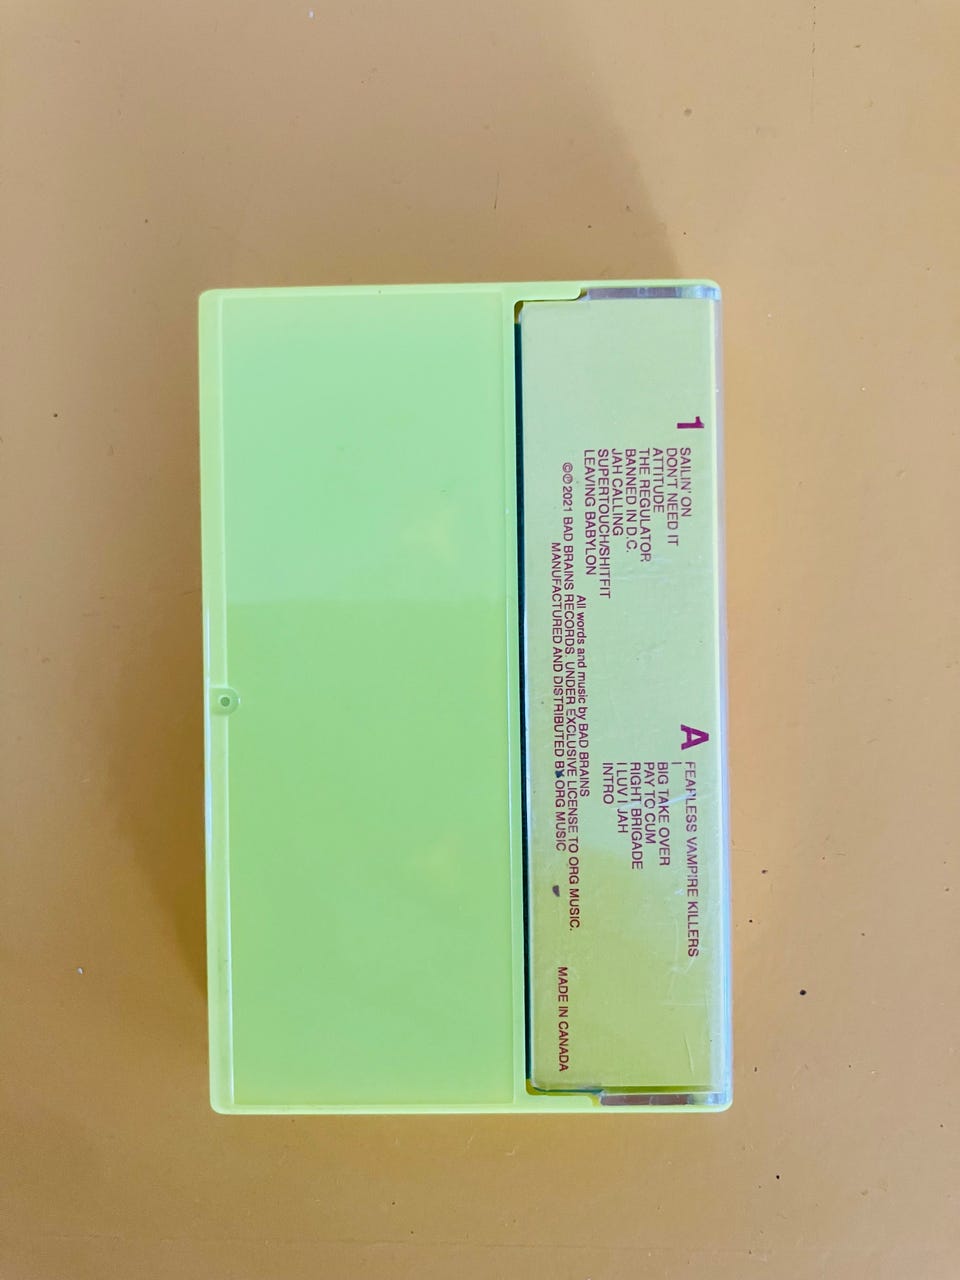 1
SAILIN' ON
DON'T NEED IT
ATTITUDE
THE REGULATOR
BANNED IN D.C.
JAH CALLING
SUPERTOUCH/SHITFIT
LEAVING BABYLON
A
FEARLESS VAMPIRE KILLERS
I
BIG TAKE OVER
PAY TO CUM
RIGHT BRIGADE
I LUV I JAH
INTRO
All words and music by BAD BRAINS
©℗ 2021 BAD BRAINS RECORDS, UNDER EXCLUSIVE LICENSE TO ORG MUSIC.
MANUFACTURED AND DISTRIBUTED BY ORG MUSIC
MADE IN CANADA